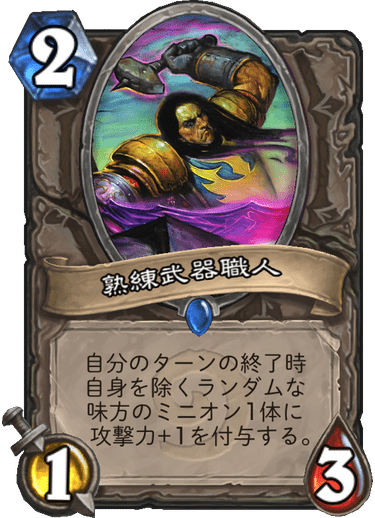 2
熟練武器職人
自分のターンの終了時
自身を除くランダムな
味方のミニオン1体に
攻撃力+1を付与する。
1
3